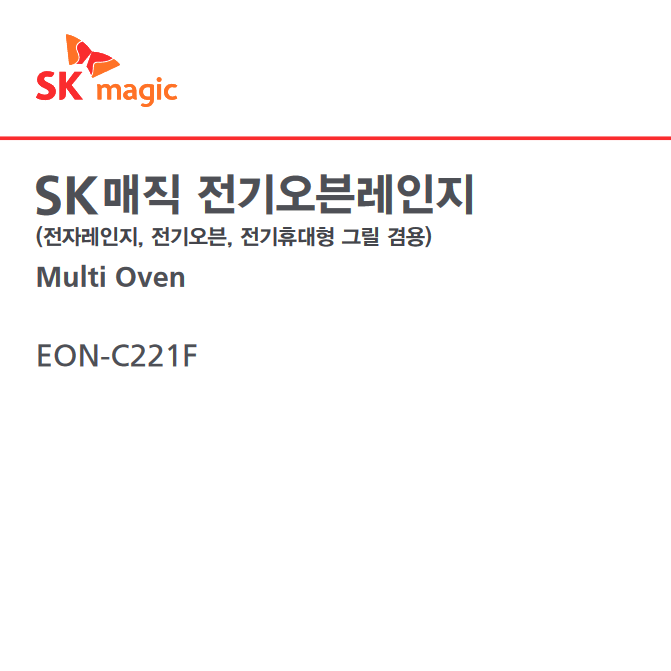 SK magic
SK매직 전기오븐레인지
(전자레인지, 전기오븐, 전기휴대형 그릴 겸용)
Multi Oven
EON-C221F